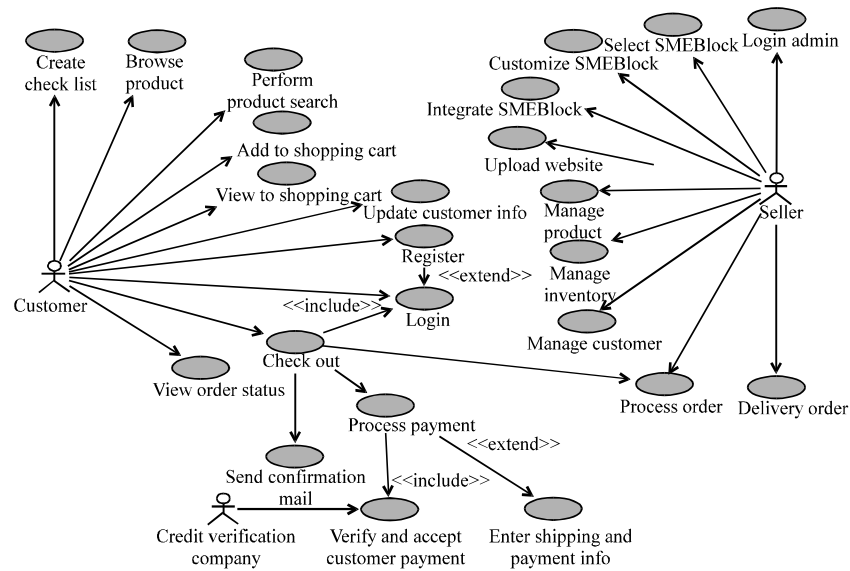 Create
check list
Browse
product
Perform
product search
Add to shopping cart
View to shopping cart
Update customer info
Register
<<extend>>
<<include>>
Login
Customer
Check out
View order status
Process payment
<<extend>>
Send confirmation
mail
<<include>>
Credit verification
company
Verify and accept
customer payment
Enter shipping and
payment info
Login admin
Select SMEBlock
Customize SMEBlock
Integrate SMEBlock
Upload website
Seller
Manage
product
Manage
inventory
Manage customer
Process order
Delivery order